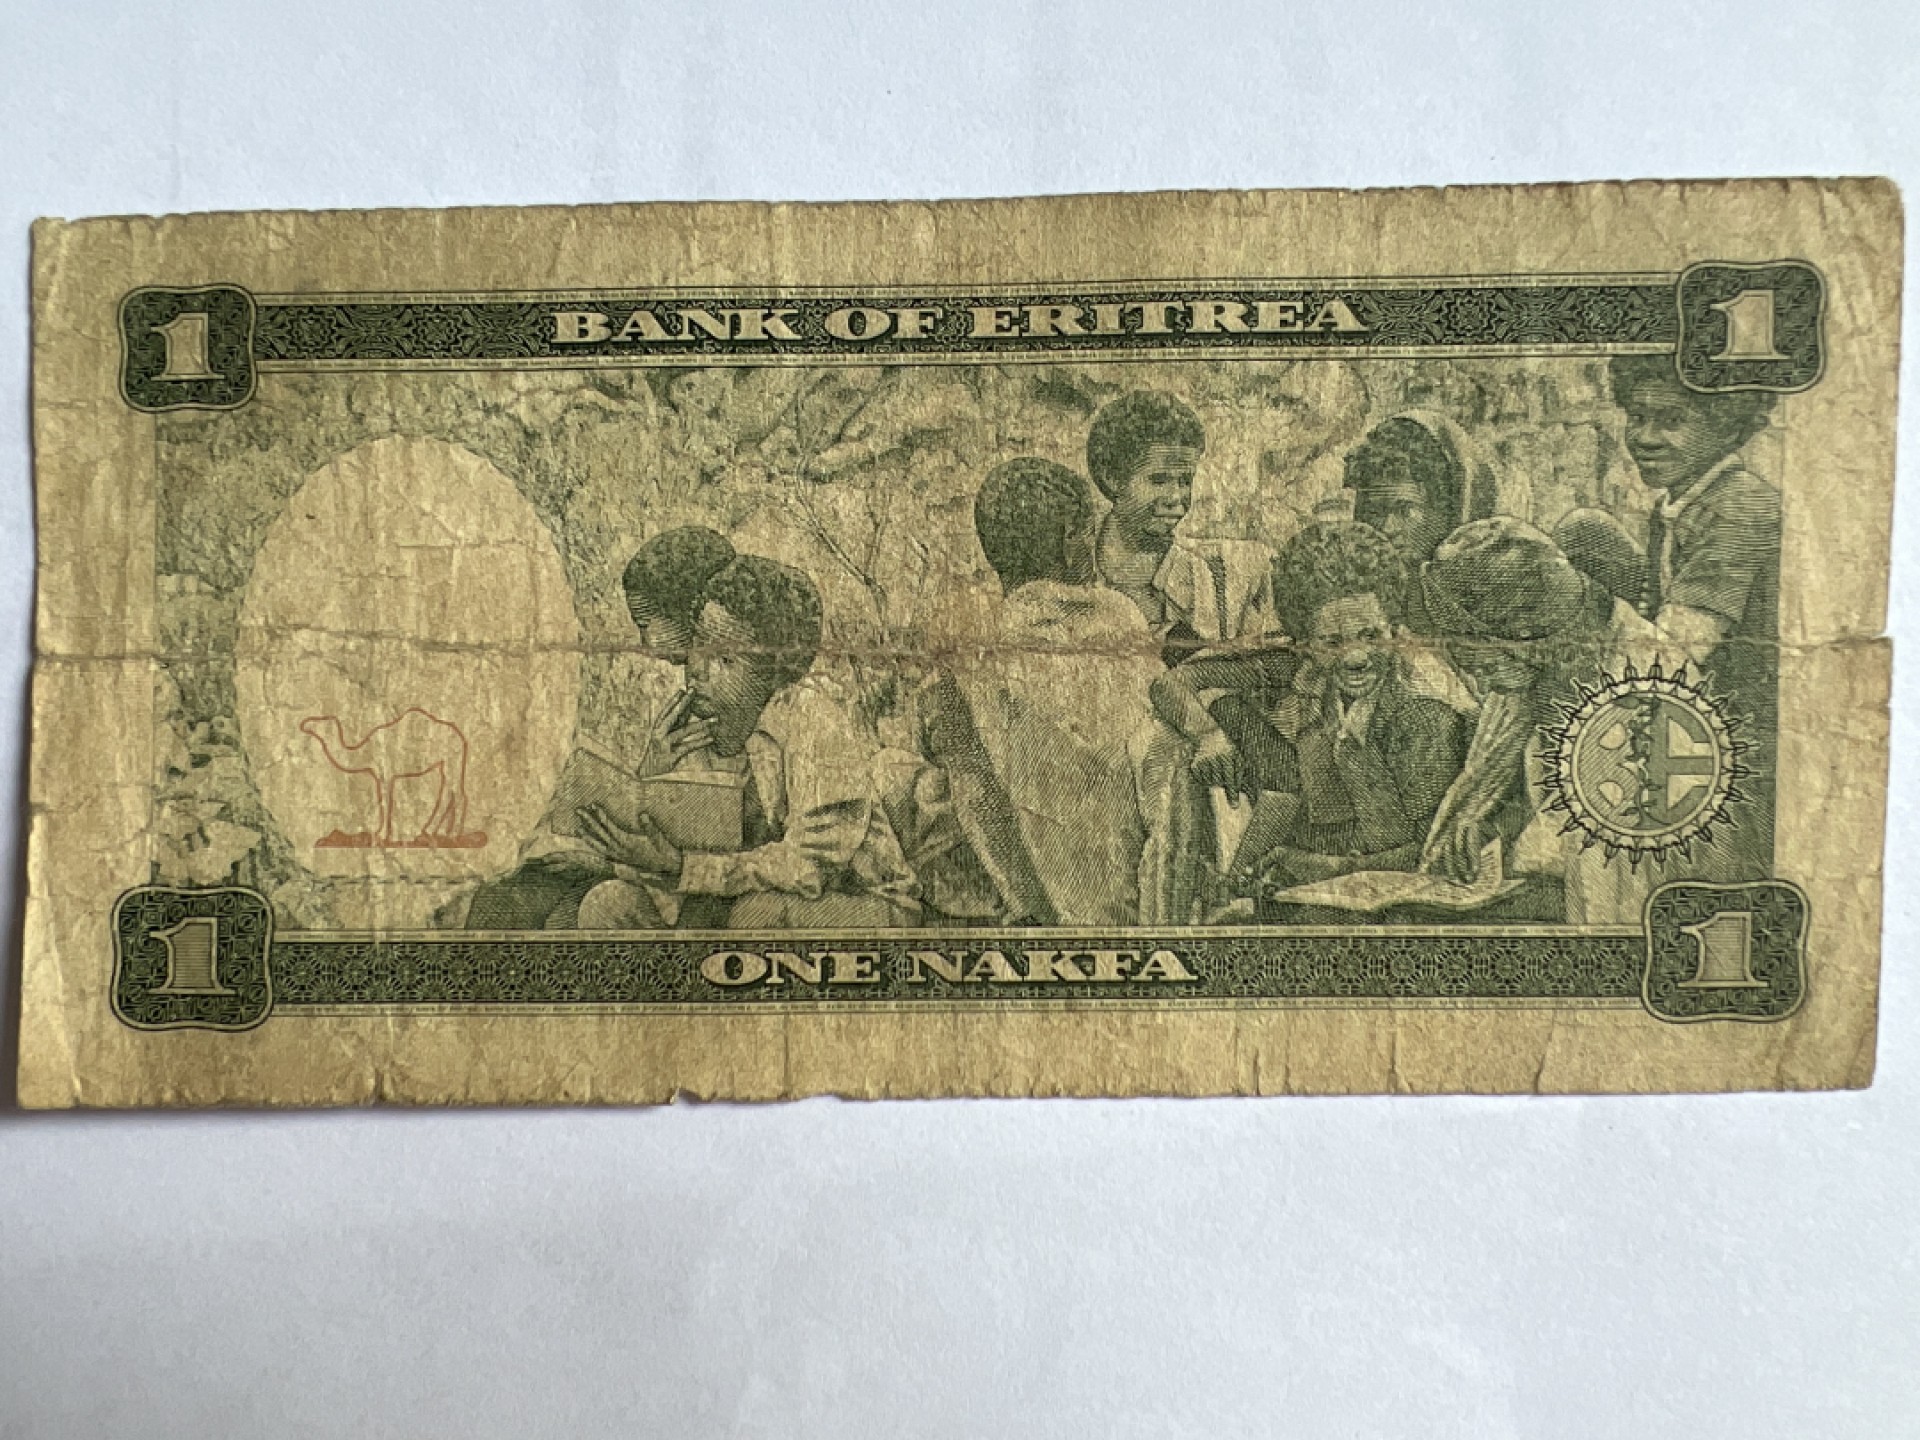 1 BANK OF ERITREA 1
1 ONE NAKFA 1